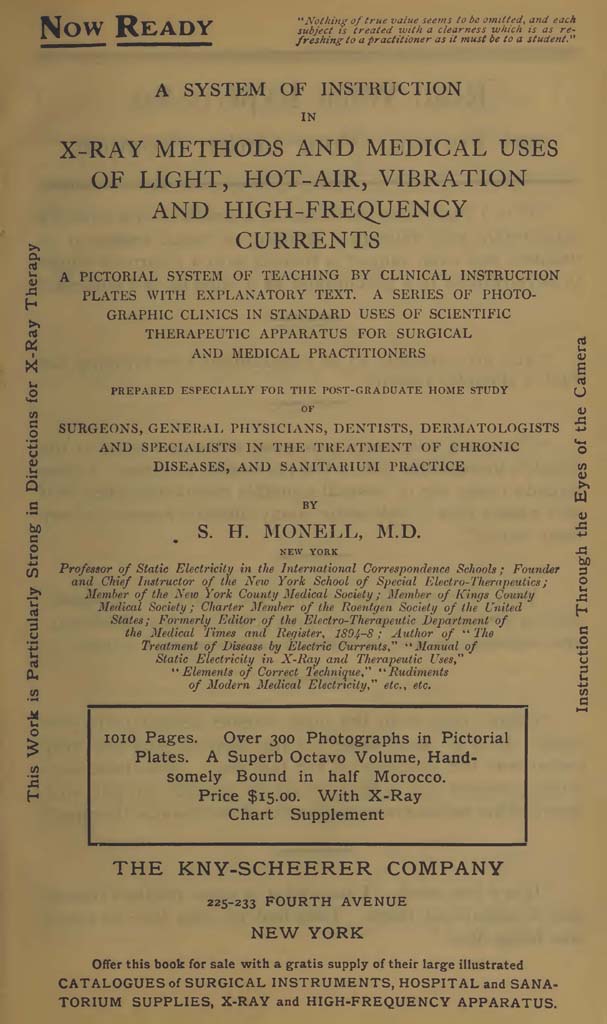 NOW READY
"Nothing of true value seems to be omitted, and each
subject is treated with a clearness which is as re-
freshing to a practitioner as it must be to a student."
A SYSTEM OF INSTRUCTION
IN
X-RAY METHODS AND MEDICAL USES
OF LIGHT, HOT-AIR, VIBRATION
AND HIGH-FREQUENCY
CURRENTS
A PICTORIAL SYSTEM OF TEACHING BY CLINICAL INSTRUCTION
PLATES WITH EXPLANATORY TEXT. A SERIES OF PHOTO-
GRAPHIC CLINICS IN STANDARD USES OF SCIENTIFIC
THERAPEUTIC APPARATUS FOR SURGICAL
AND MEDICAL PRACTITIONERS
PREPARED ESPECIALLY FOR THE POST-GRADUATE HOME STUDY
OF
SURGEONS, GENERAL PHYSICIANS, DENTISTS, DERMATOLOGISTS
AND SPECIALISTS IN THE TREATMENT OF CHRONIC
DISEASES, AND SANITARIUM PRACTICE
BY
S. H. MONELL, M.D.
NEW YORK
Professor of Static Electricity in the International Correspondence Schools; Founder
and Chief Instructor of the New York School of Special Electro-Therapeutics;
Member of the New York County Medical Society; Member of Kings County
Medical Society; Charter Member of the Roentgen Society of the United
States; Formerly Editor of the Electro-Therapeutic Department of
the Medical Times and Register, 1894-8; Author of "The
Treatment of Disease by Electric Currents," "Manual of
Static Electricity in X-Ray and Therapeutic Uses,"
"Elements of Correct Technique," "Rudiments
of Modern Medical Electricity," etc., etc.
1010 Pages. Over 300 Photographs in Pictorial
Plates. A Superb Octavo Volume, Hand-
somely Bound in half Morocco.
Price $15.00. With X-Ray
Chart Supplement
THE KNY-SCHEERER COMPANY
225-233 FOURTH AVENUE
NEW YORK
Offer this book for sale with a gratis supply of their large illustrated
CATALOGUES of SURGICAL INSTRUMENTS, HOSPITAL and SANA-
TORIUM SUPPLIES, X-RAY and HIGH-FREQUENCY APPARATUS.
This Work is Particularly Strong in Directions for X-Ray Therapy
Instruction Through the Eyes of the Camera